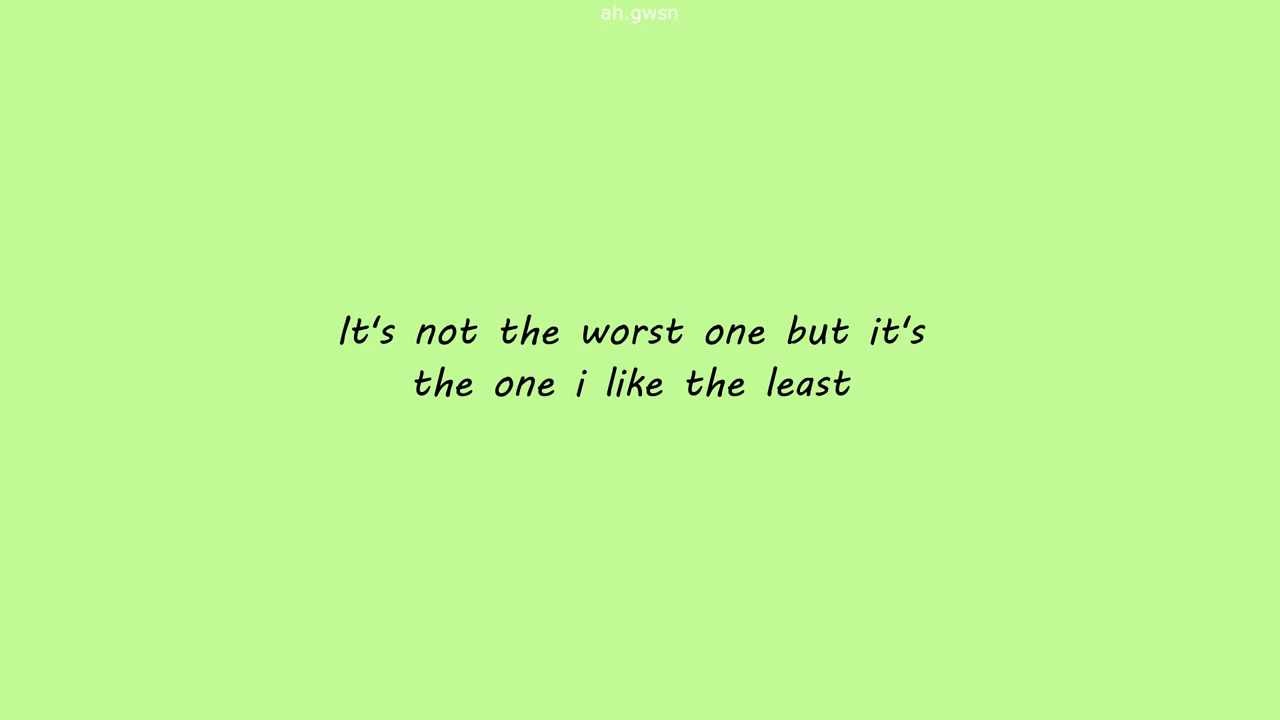 ah.gwsn
It's not the worst one but it's
the one i like the least